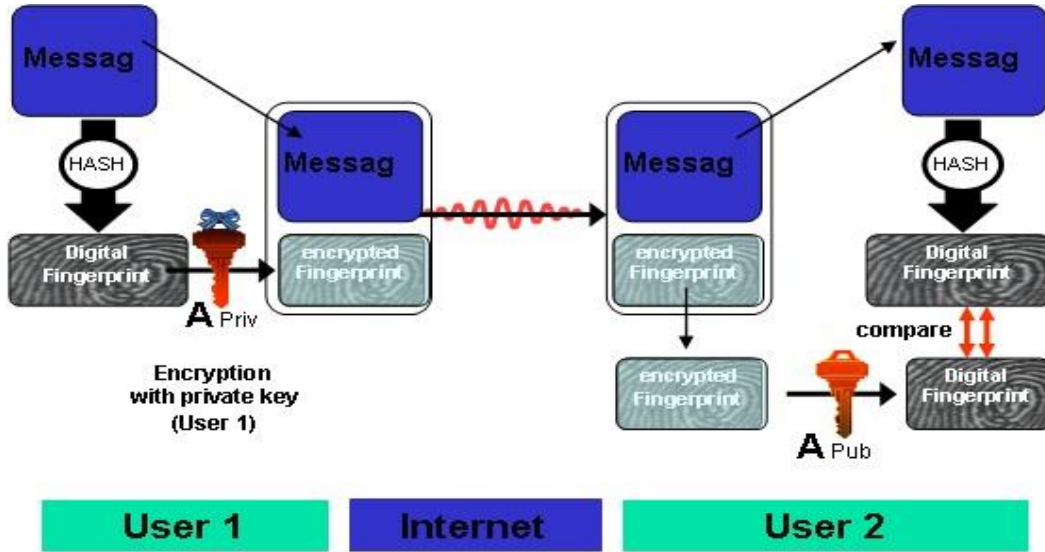 Messag
HASH
Digital
Fingerprint
A Priv
Encryption
with private key
(User 1)
Messag
encrypted
Fingerprint
Messag
encrypted
Fingerprint
encrypted
Fingerprint
A Pub
Messag
HASH
Digital
Fingerprint
compare
Digital
Fingerprint
User 1
Internet
User 2